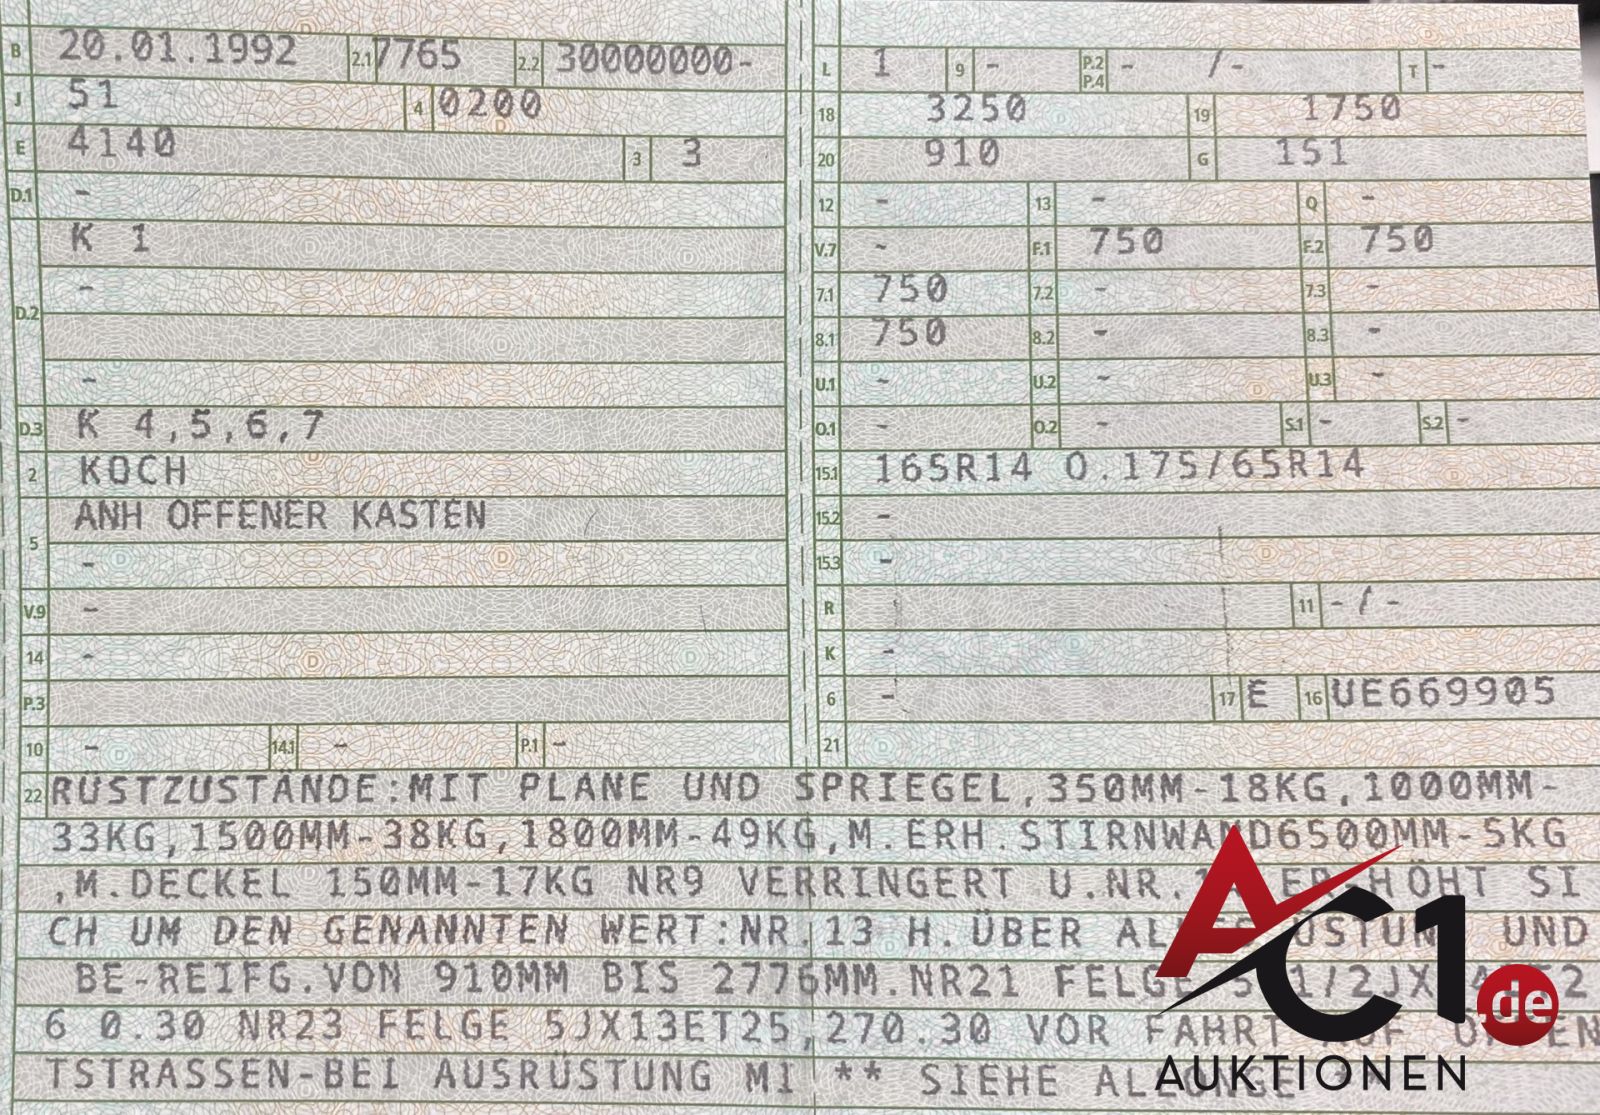 B 20.01.1992 2.1 7765 2.2 30000000-
J 51 4 0200
E 4140 3 3
D.1 -
K 1
D.2 -
-
D.3 K 4,5,6,7
2 KOCH
5 ANH OFFENER KASTEN
-
V.9 -
14 -
P.3
10 - 14.1 - P.1 -
L 1 9 - P.2 P.4 - /- T -
18 3250 19 1750
20 910 G 151
12 - 13 - Q -
V.7 - F.1 750 F.2 750
7.1 750 7.2 - 7.3 -
8.1 750 8.2 - 8.3 -
U.1 - U.2 - U.3 -
O.1 - O.2 - S.1 - S.2 -
15.1 165R14 O.175/65R14
15.2 -
15.3 -
R 11 -/-
K -
6 - 17 E 16 UE669905
21
22 RÜSTZUSTÄNDE:MIT PLANE UND SPRIEGEL,350MM-18KG,1000MM-
33KG,1500MM-38KG,1800MM-49KG,M.ERH.STIRNWAND6500MM-5KG
,M.DECKEL 150MM-17KG NR9 VERRINGERT U.NR. ER-HÖHT SI
CH UM DEN GENANNTEN WERT:NR.13 H.ÜBER UND
BE-REIFG.VON 910MM BIS 2776MM.NR21 FELGE
6 0.30 NR23 FELGE 5JX13ET25,270.30 VOR FAHRT
TSTRASSEN-BEI AUSRÜSTUNG MI ** SIEHE
AC1.de
AUKTIONEN